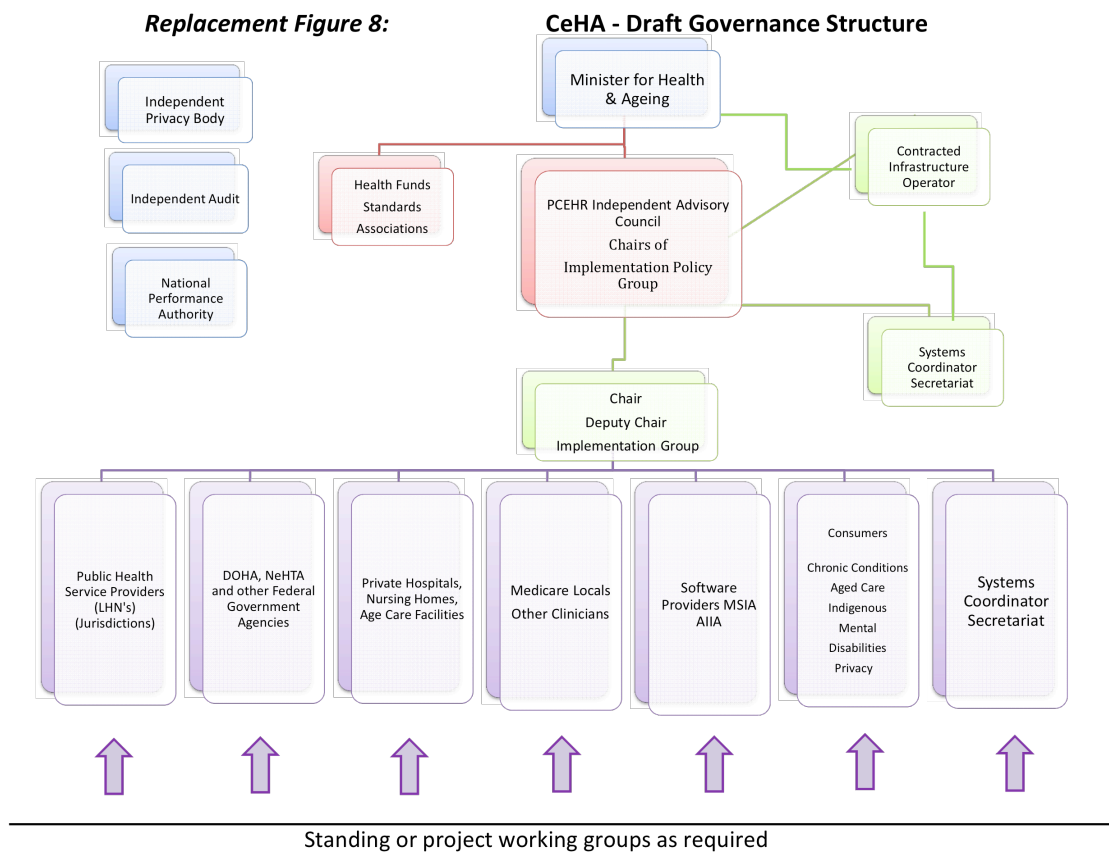 Replacement Figure 8:
CeHA - Draft Governance Structure
Minister for Health
& Ageing
Independent
Privacy Body
Independent Audit
National
Performance
Authority
Health Funds
Standards
Associations
PCEHR Independent Advisory
Council
Chairs of
Implementation Policy
Group
Contracted
Infrastructure
Operator
Systems
Coordinator
Secretariat
Chair
Deputy Chair
Implementation Group
Public Health
Service Providers
(LHN's)
(Jurisdictions)
DOHA, NeHTA
and other Federal
Government
Agencies
Private Hospitals,
Nursing Homes,
Age Care Facilities
Medicare Locals
Other Clinicians
Software
Providers MSIA
AIIA
Consumers
Chronic Conditions
Aged Care
Indigenous
Mental
Disabilities
Privacy
Systems
Coordinator
Secretariat
Standing or project working groups as required